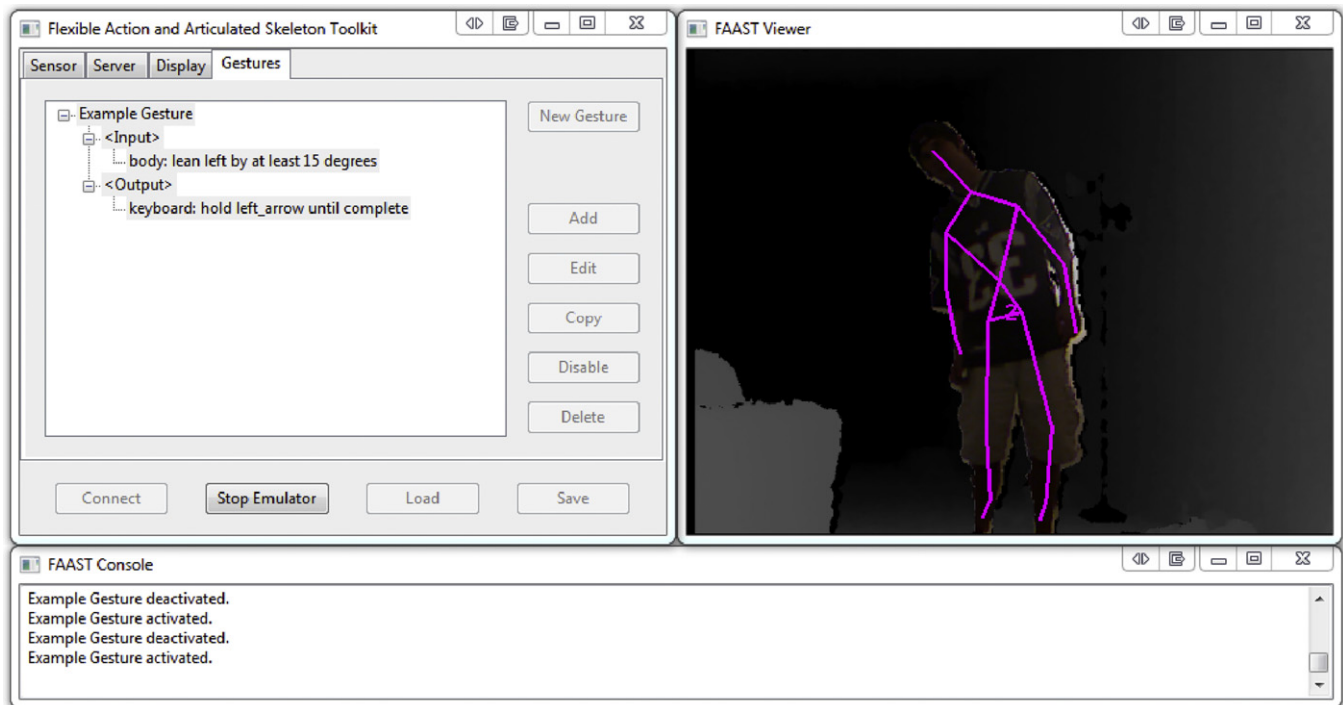 Flexible Action and Articulated Skeleton Toolkit
Sensor Server Display Gestures
Example Gesture
<Input>
body: lean left by at least 15 degrees
<Output>
keyboard: hold left_arrow until complete
New Gesture
Add
Edit
Copy
Disable
Delete
Connect Stop Emulator Load Save
FAAST Viewer
33
2
FAAST Console
Example Gesture deactivated.
Example Gesture activated.
Example Gesture deactivated.
Example Gesture activated.